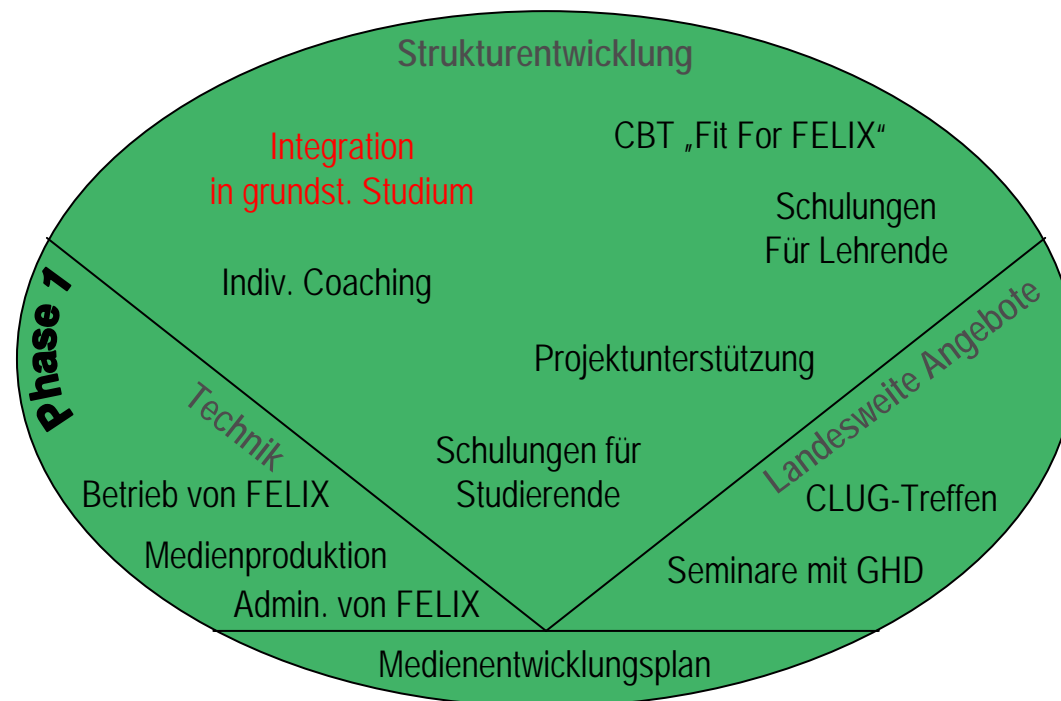 Strukturentwicklung
CBT „Fit For FELIX“
Integration
in grundst. Studium
Schulungen
Für Lehrende
Indiv. Coaching
Phase 1
Projektunterstützung
Landesweite Angebote
Technik
Schulungen für
Studierende
Betrieb von FELIX
CLUG-Treffen
Medienproduktion
Seminare mit GHD
Admin. von FELIX
Medienentwicklungsplan